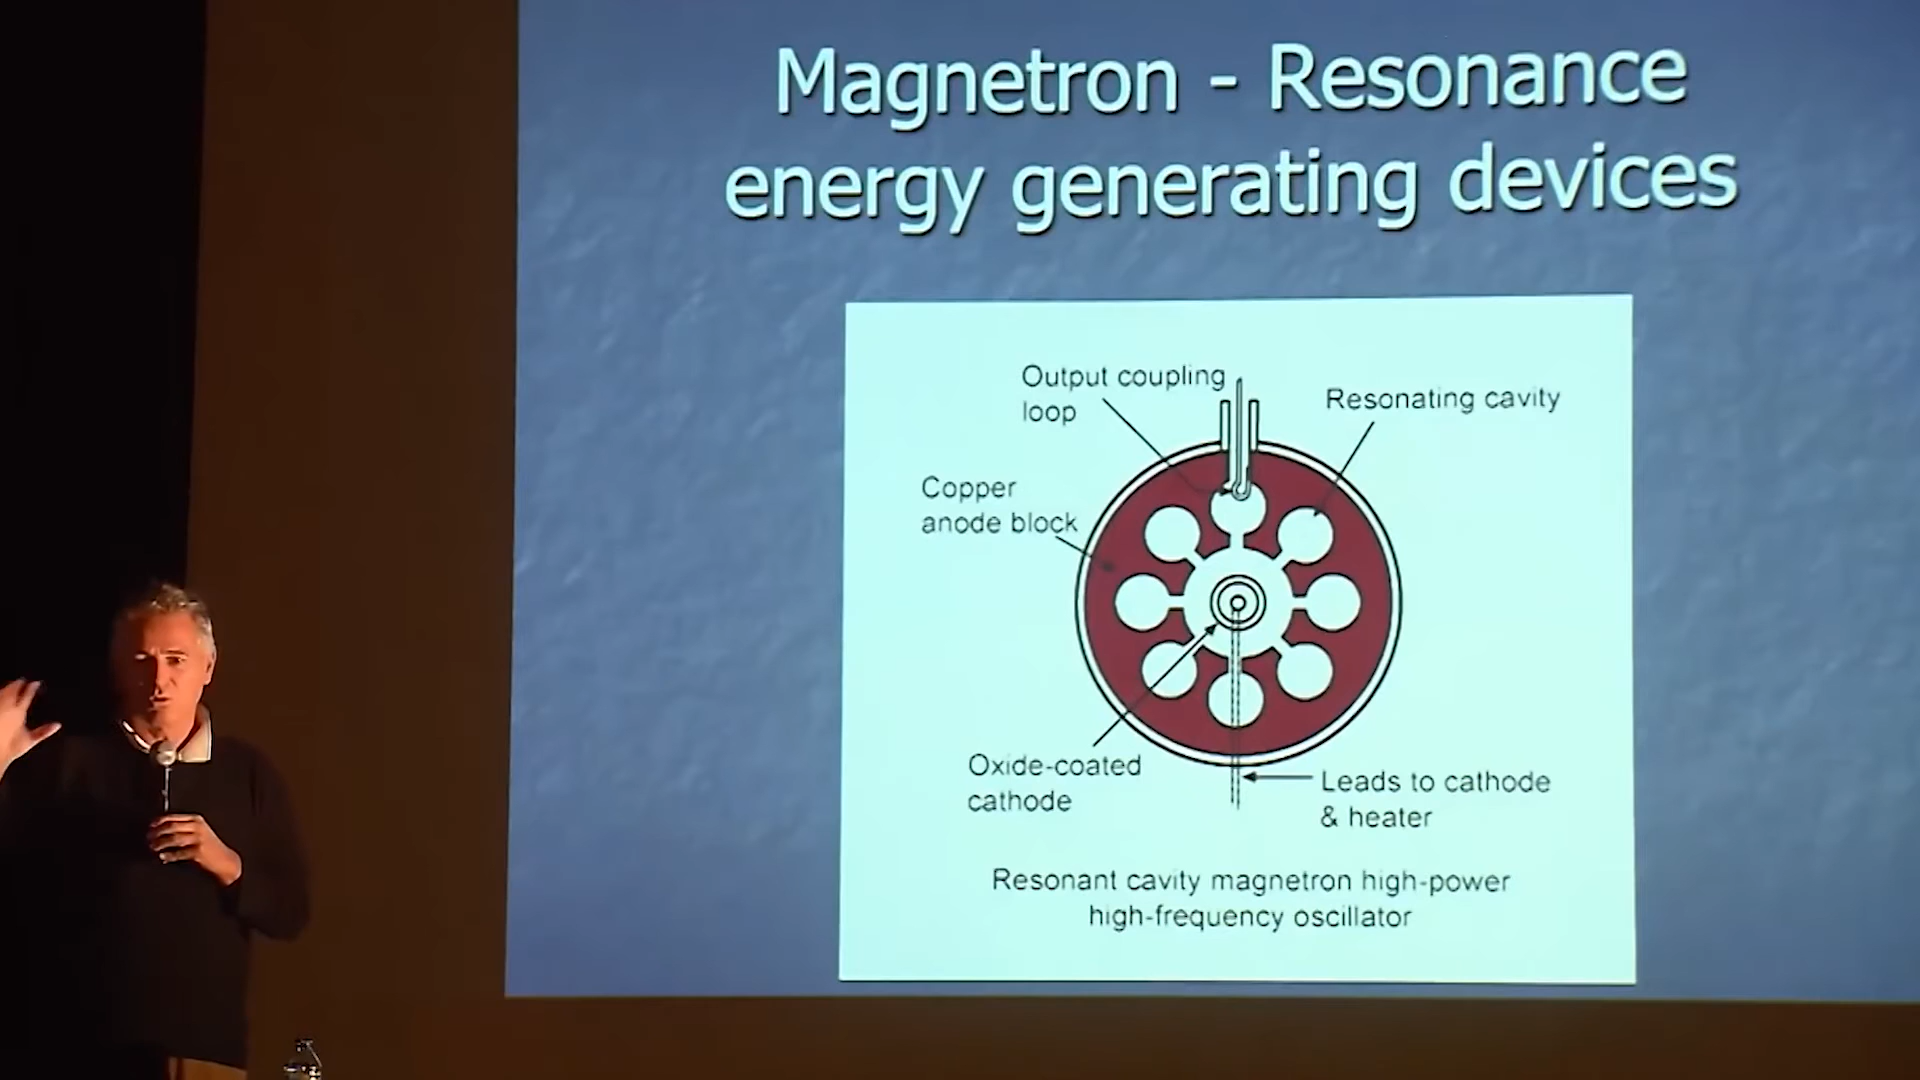 Magnetron - Resonance
energy generating devices
Output coupling
loop
Resonating cavity
Copper
anode block
Oxide-coated
cathode
Leads to cathode
& heater
Resonant cavity magnetron high-power
high-frequency oscillator